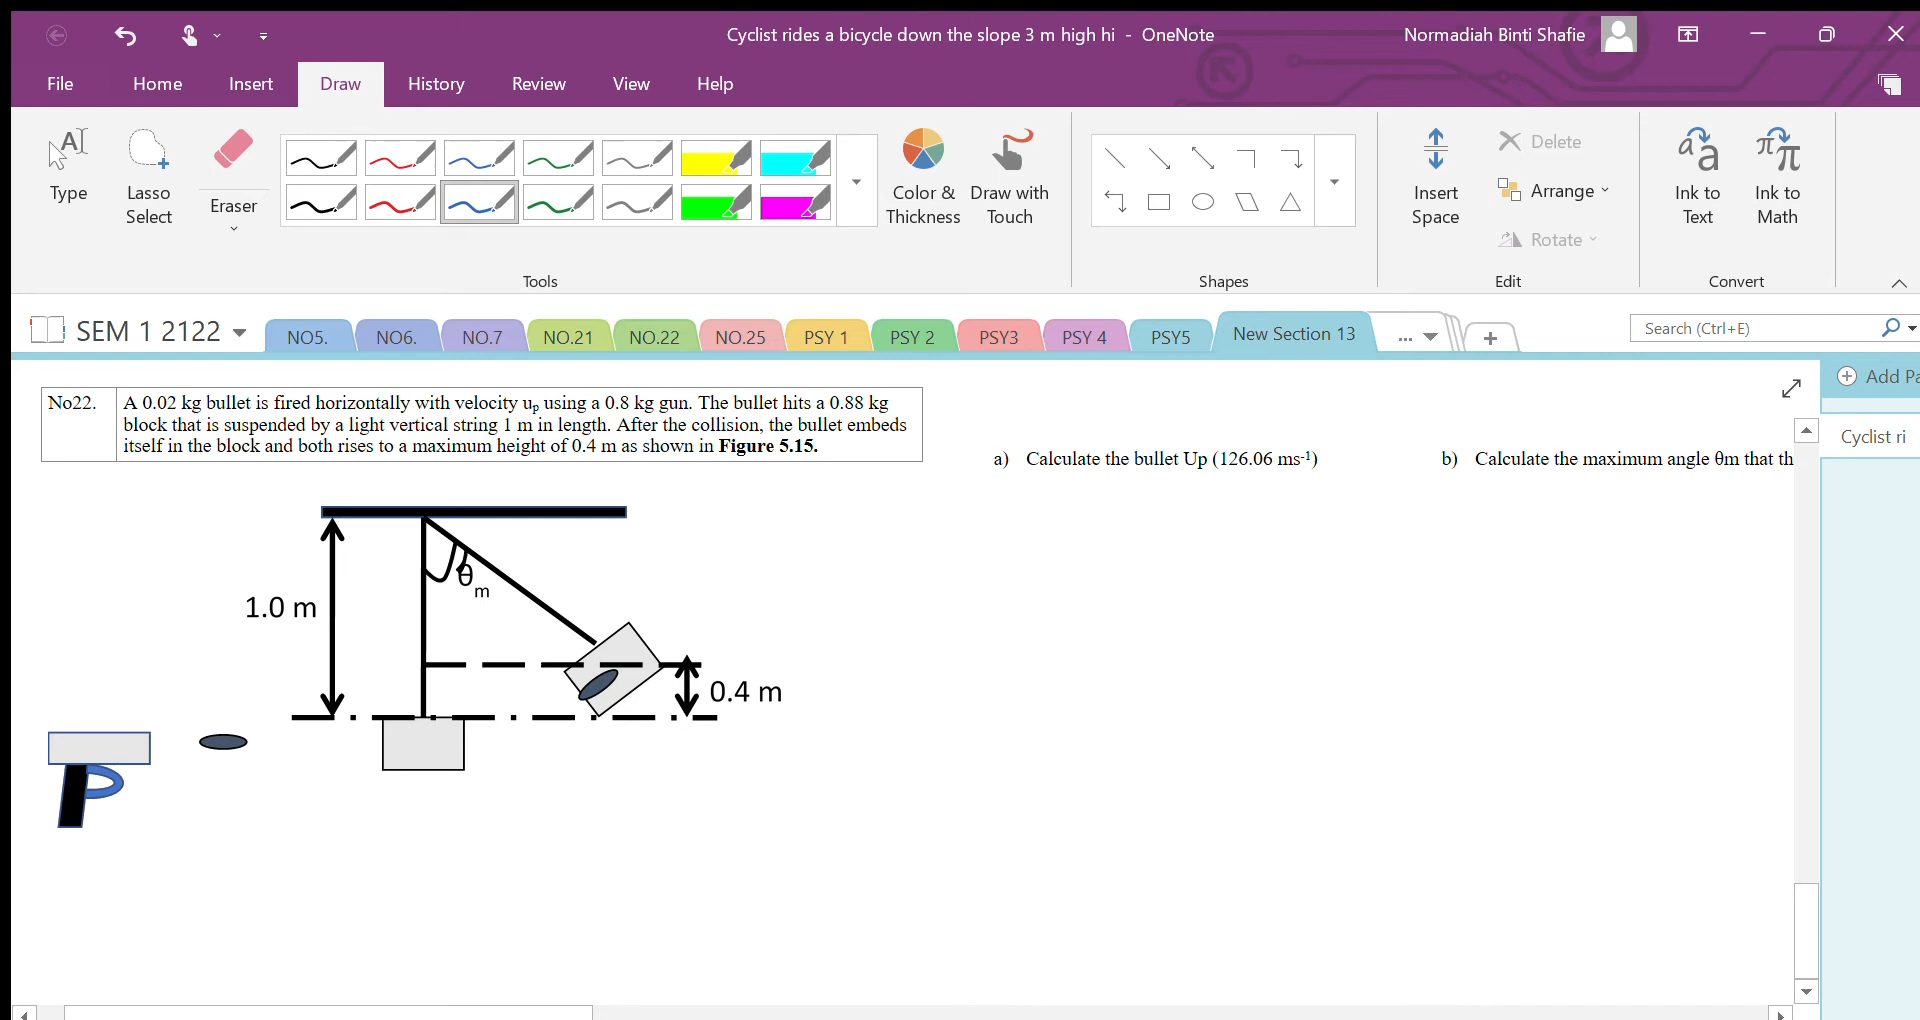 Cyclist rides a bicycle down the slope 3 m high hi - OneNote
Normadiah Binti Shafie
File Home Insert Draw History Review View Help
Type
Lasso Select
Eraser
Color & Thickness
Draw with Touch
Insert Space
Delete
Arrange
Rotate
Ink to Text
Ink to Math
Tools
Shapes
Edit
Convert
SEM 1 2122
NO5. NO6. NO.7 NO.21 NO.22 NO.25 PSY 1 PSY 2 PSY3 PSY 4 PSY5 New Section 13 ... +
Search (Ctrl+E)
Add Pa
Cyclist ri
No22. A 0.02 kg bullet is fired horizontally with velocity up using a 0.8 kg gun. The bullet hits a 0.88 kg
block that is suspended by a light vertical string 1 m in length. After the collision, the bullet embeds
itself in the block and both rises to a maximum height of 0.4 m as shown in Figure 5.15.
a) Calculate the bullet Up (126.06 ms-1)
b) Calculate the maximum angle θm that th
θm
1.0 m
0.4 m